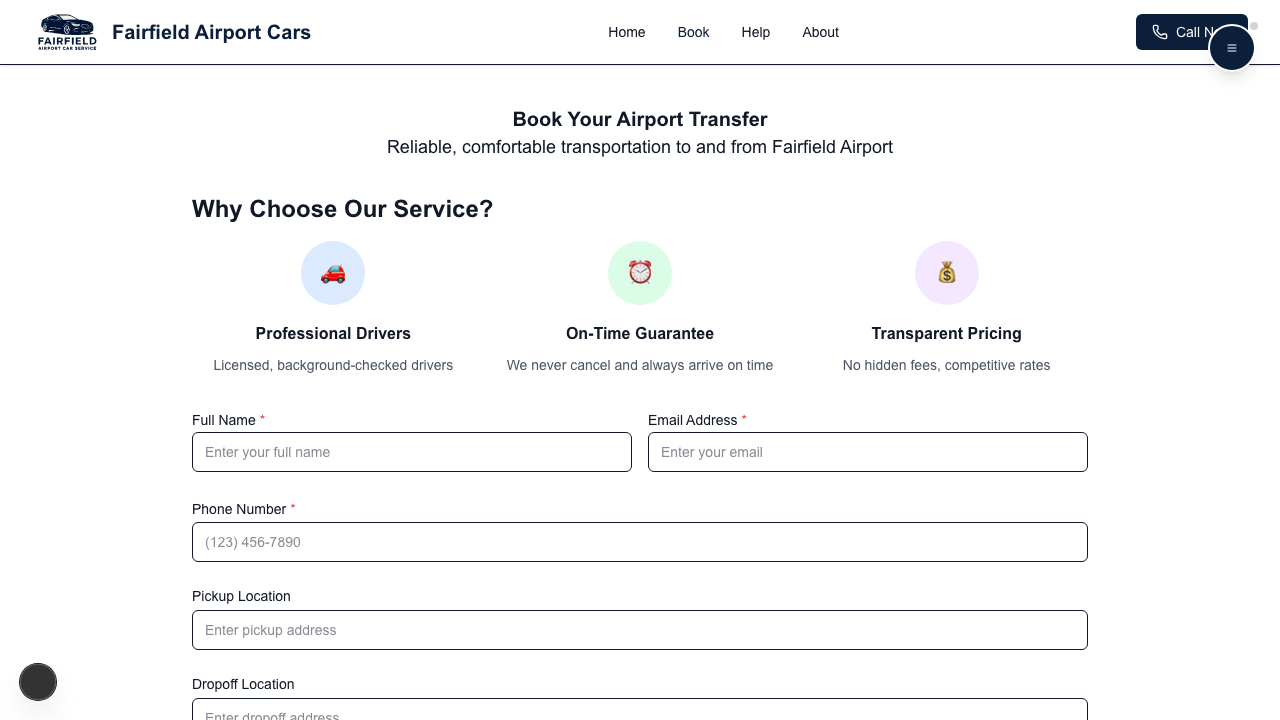 FAIRFIELD
AIRPORT CAR SERVICE
Fairfield Airport Cars
Home
Book
Help
About
Call
Book Your Airport Transfer
Reliable, comfortable transportation to and from Fairfield Airport
Why Choose Our Service?
Professional Drivers
Licensed, background-checked drivers
On-Time Guarantee
We never cancel and always arrive on time
Transparent Pricing
No hidden fees, competitive rates
Full Name *
Enter your full name
Email Address *
Enter your email
Phone Number *
(123) 456-7890
Pickup Location
Enter pickup address
Dropoff Location
Enter dropoff address